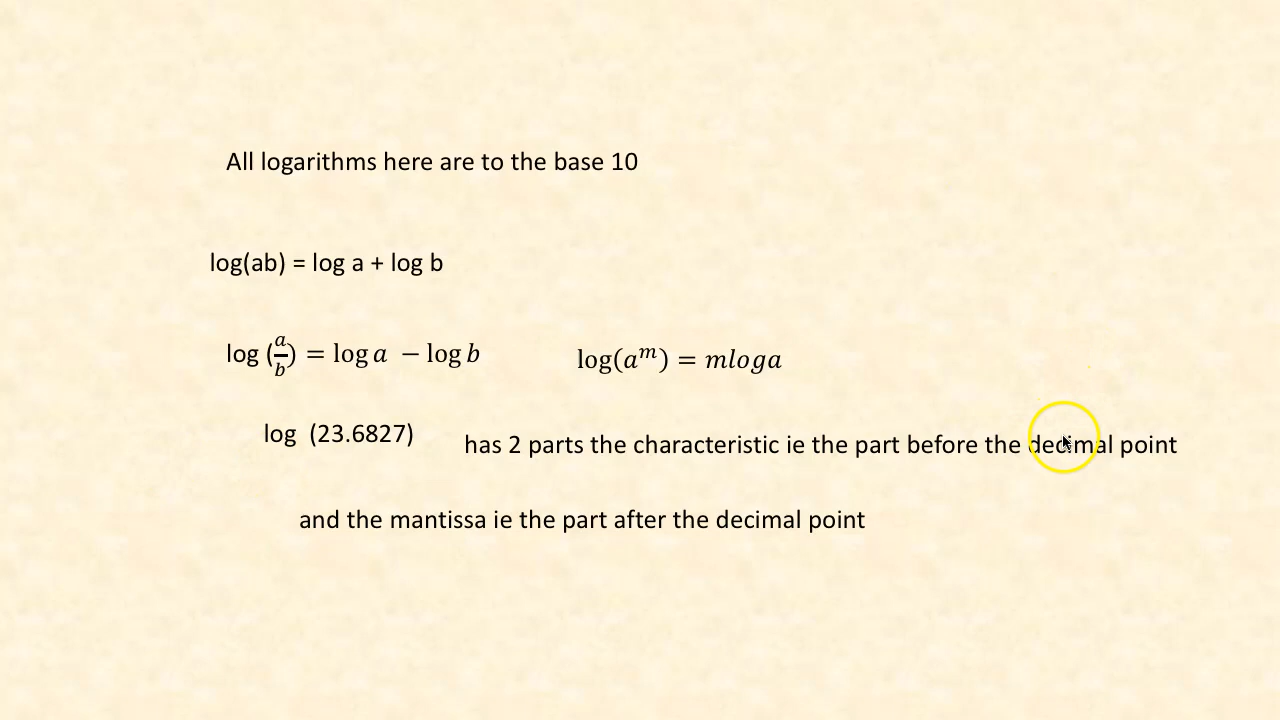 All logarithms here are to the base 10
log(ab) = log a + log b
log (a/b) = log a − log b
log(a^m) = mloga
log (23.6827)
has 2 parts the characteristic ie the part before the decimal point
and the mantissa ie the part after the decimal point